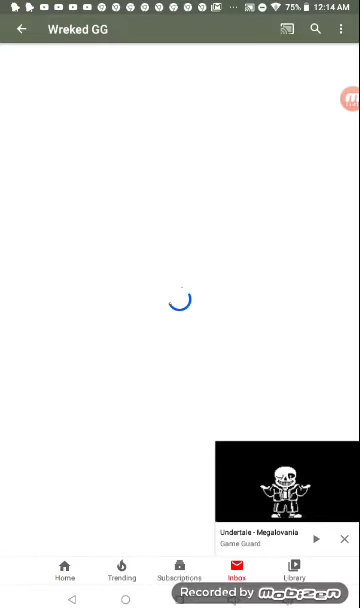 75% 12:14 AM
Wreked GG
Undertale - Megalovania
Game Guard
Home Trending Subscriptions Inbox Library
Recorded by Mobizen